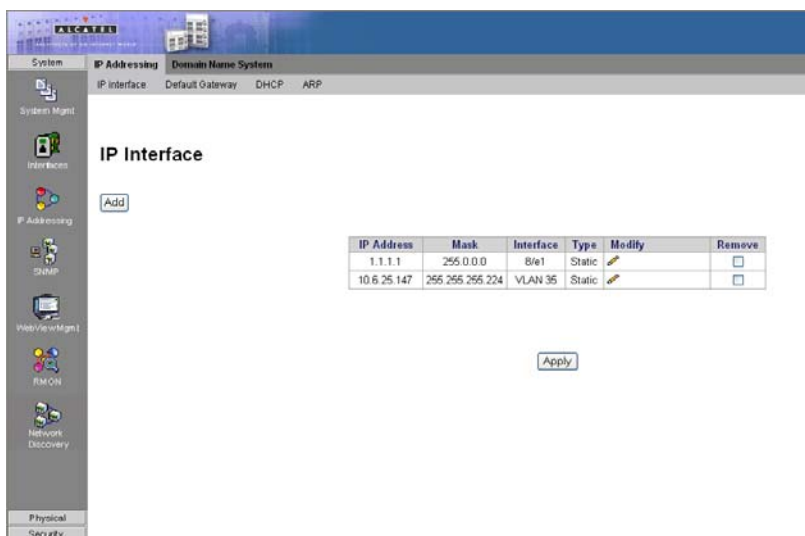 ALCATEL
System
IP Addressing Domain Name System
IP Interface Default Gateway DHCP ARP
System Mgmt
Interfaces
IP Addressing
SNMP
WebViewMgmt
RMON
Network
Discovery
Physical
Security
IP Interface
Add
IP Address Mask Interface Type Modify Remove
1.1.1.1 255.0.0.0 8/e1 Static
10.6.25.147 255.255.255.224 VLAN 35 Static
Apply